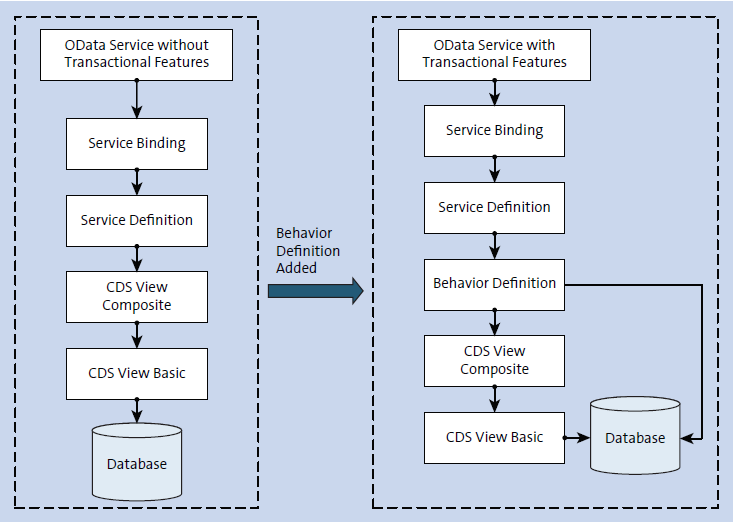 OData Service without
Transactional Features
Service Binding
Service Definition
CDS View
Composite
CDS View Basic
Database
Behavior
Definition
Added
OData Service with
Transactional Features
Service Binding
Service Definition
Behavior Definition
CDS View
Composite
CDS View Basic
Database